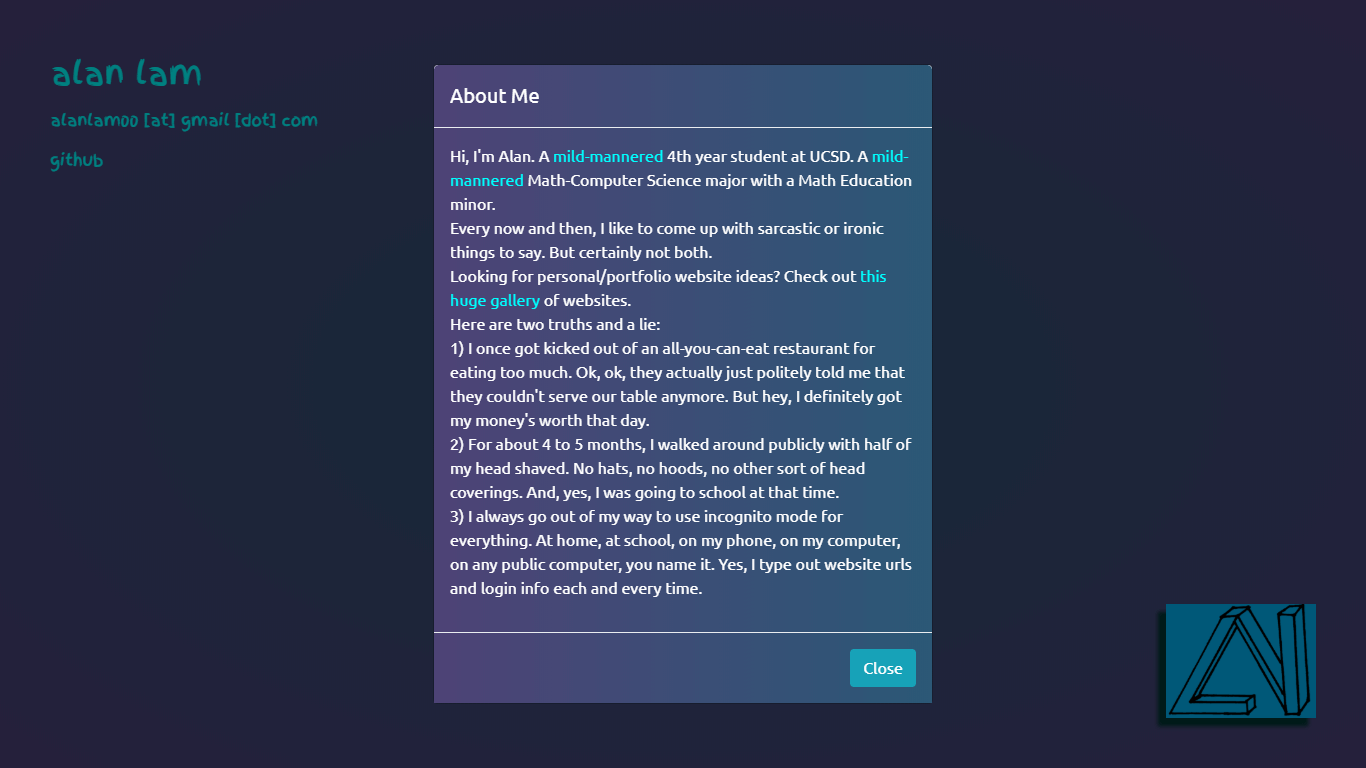 alan lam
alanlam00 [at] gmail [dot] com
github
About Me
Hi, I'm Alan. A mild-mannered 4th year student at UCSD. A mild-
mannered Math-Computer Science major with a Math Education
minor.
Every now and then, I like to come up with sarcastic or ironic
things to say. But certainly not both.
Looking for personal/portfolio website ideas? Check out this
huge gallery of websites.
Here are two truths and a lie:
1) I once got kicked out of an all-you-can-eat restaurant for
eating too much. Ok, ok, they actually just politely told me that
they couldn't serve our table anymore. But hey, I definitely got
my money's worth that day.
2) For about 4 to 5 months, I walked around publicly with half of
my head shaved. No hats, no hoods, no other sort of head
coverings. And, yes, I was going to school at that time.
3) I always go out of my way to use incognito mode for
everything. At home, at school, on my phone, on my computer,
on any public computer, you name it. Yes, I type out website urls
and login info each and every time.
Close